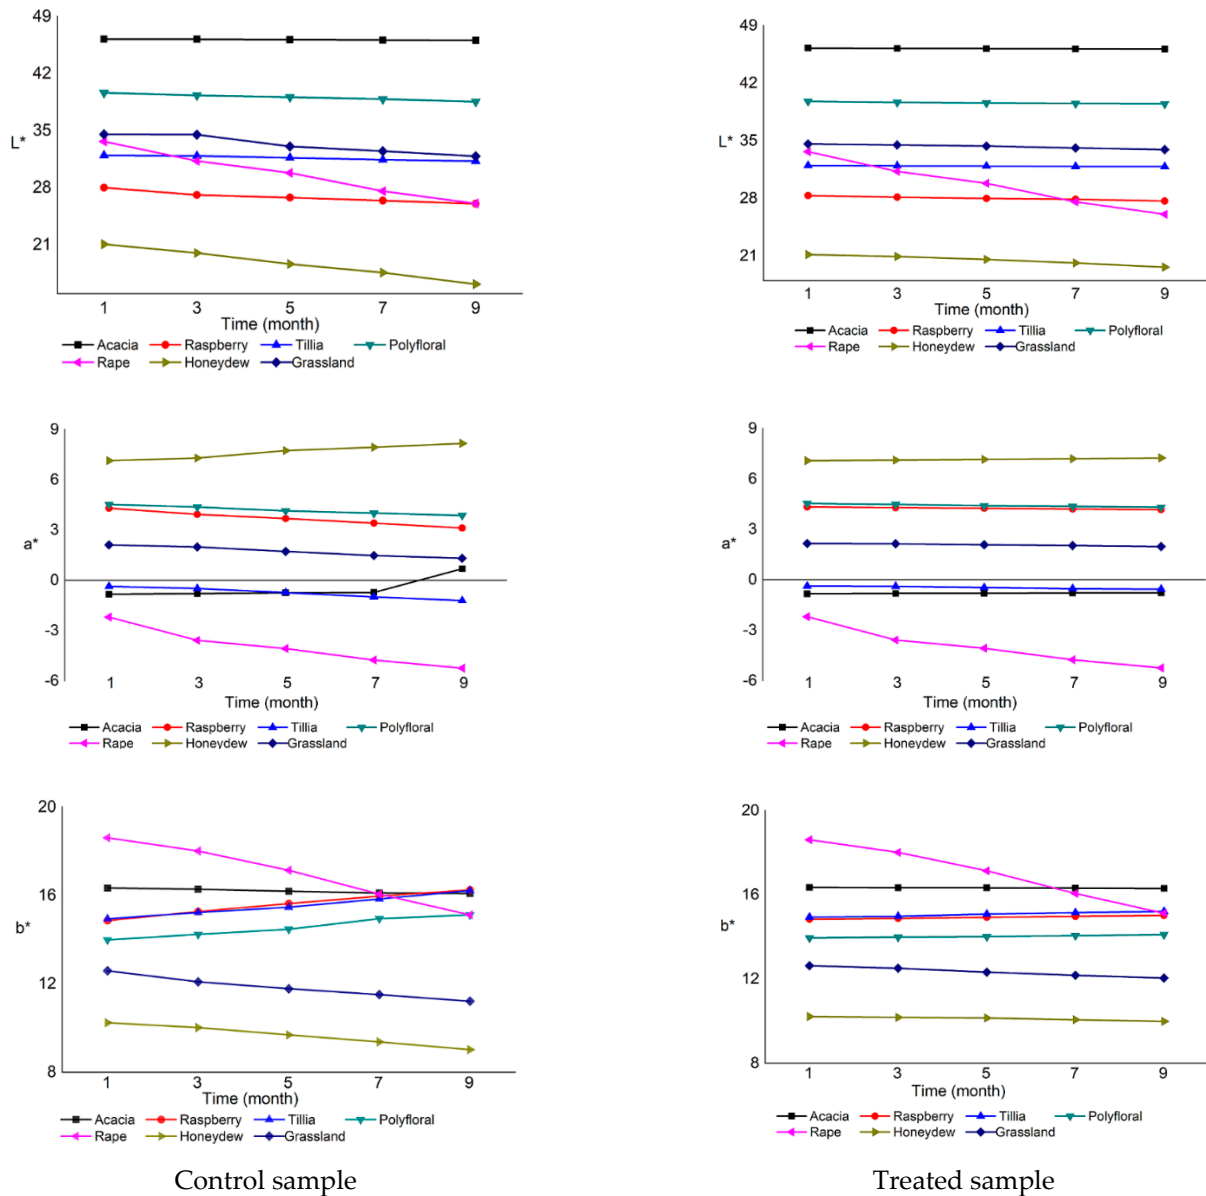 49
42
35
L*
28
21
1 3 5 7 9
Time (month)
Acacia Raspberry Tillia Polyfloral
Rape Honeydew Grassland
49
42
35
L*
28
21
1 3 5 7 9
Time (month)
Acacia Raspberry Tillia Polyfloral
Rape Honeydew Grassland
9
6
3
a*
0
-3
-6
1 3 5 7 9
Time (month)
Acacia Raspberry Tillia Polyfloral
Rape Honeydew Grassland
9
6
3
a*
0
-3
-6
1 3 5 7 9
Time (month)
Acacia Raspberry Tillia Polyfloral
Rape Honeydew Grassland
20
16
b*
12
8
1 3 5 7 9
Time (month)
Acacia Raspberry Tillia Polyfloral
Rape Honeydew Grassland
20
16
b*
12
8
1 3 5 7 9
Time (month)
Acacia Raspberry Tillia Polyfloral
Rape Honeydew Grassland
Control sample
Treated sample